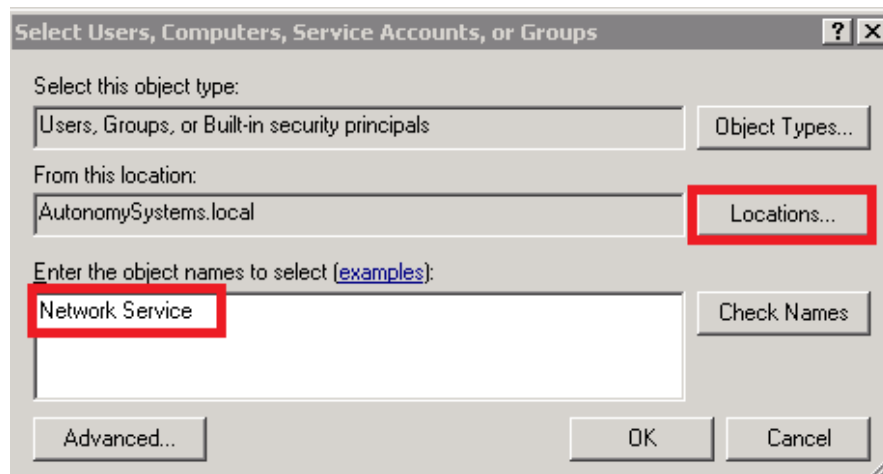 Select Users, Computers, Service Accounts, or Groups
Select this object type:
Users, Groups, or Built-in security principals
Object Types...
From this location:
AutonomySystems.local
Locations...
Enter the object names to select (examples):
Network Service
Check Names
Advanced...
OK
Cancel